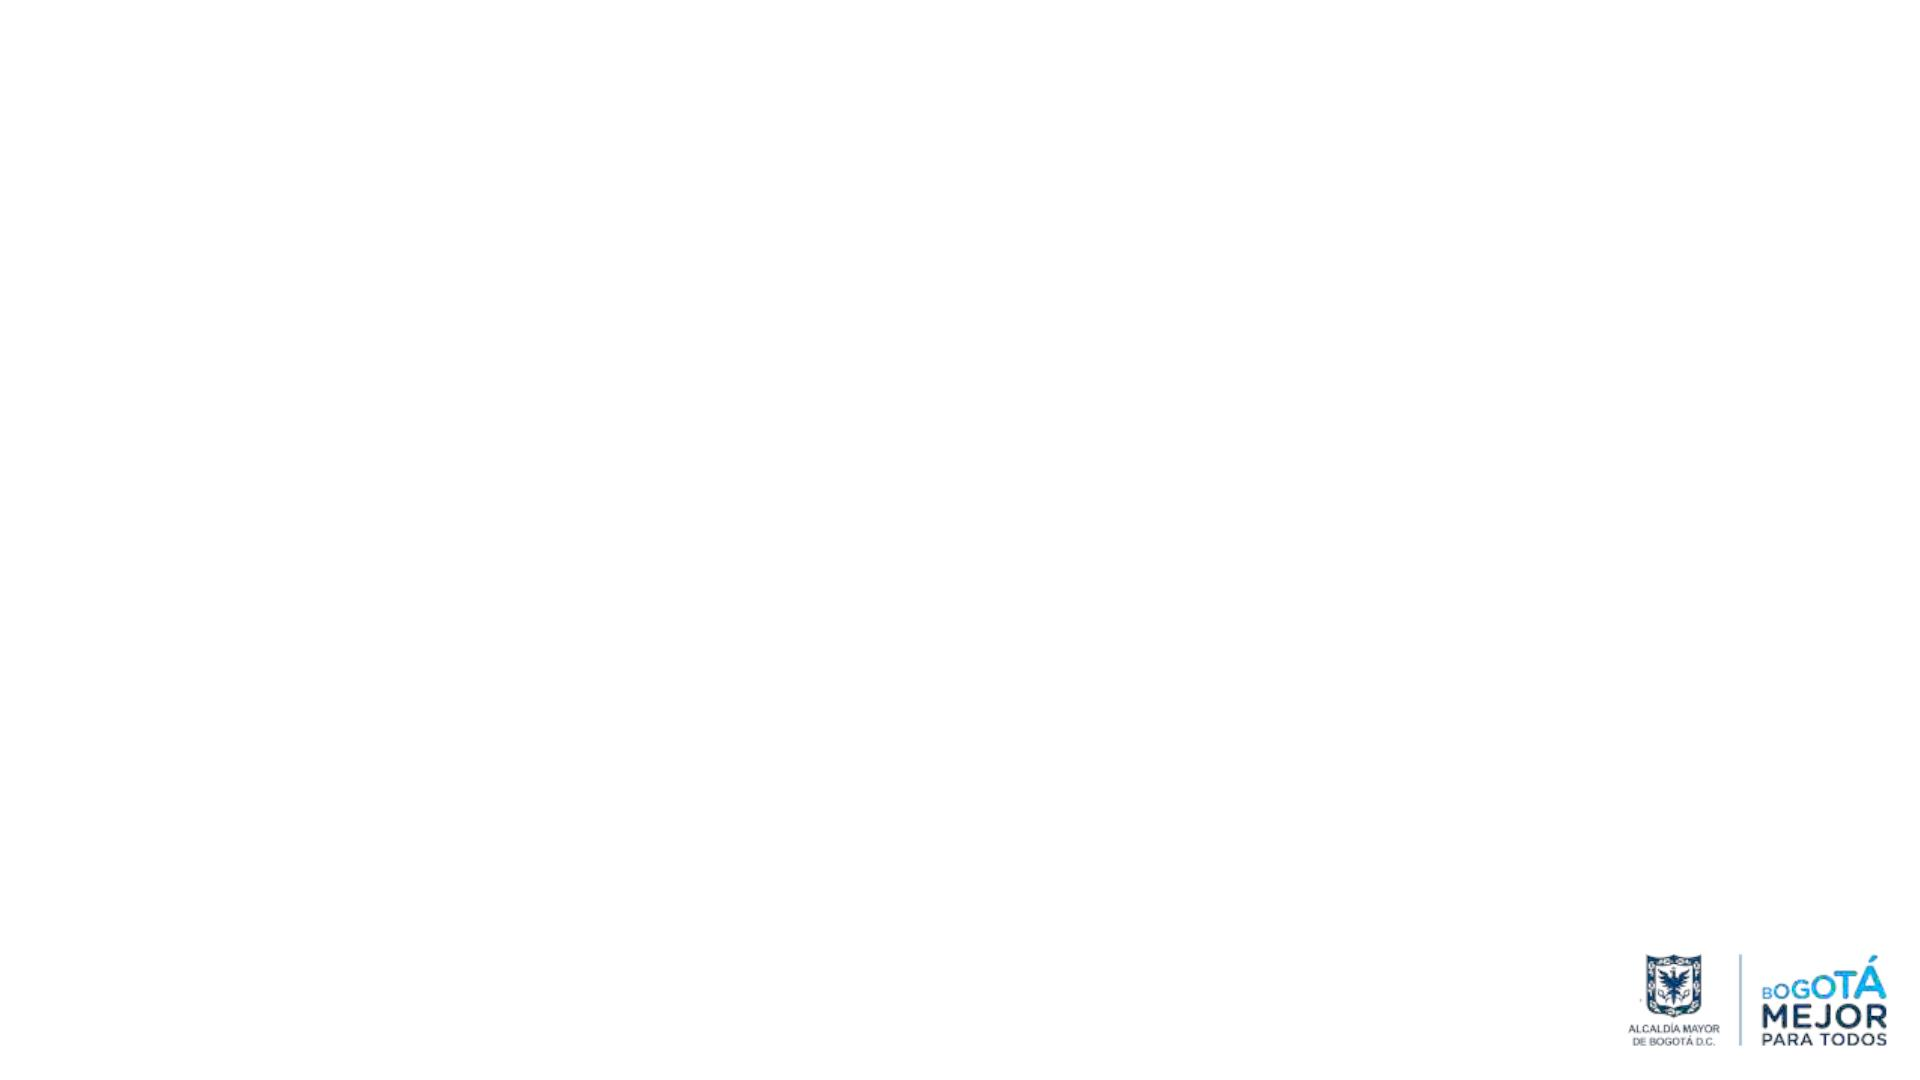 ALCALDÍA MAYOR
DE BOGOTÁ D.C.
BOGOTÁ
MEJOR
PARA TODOS